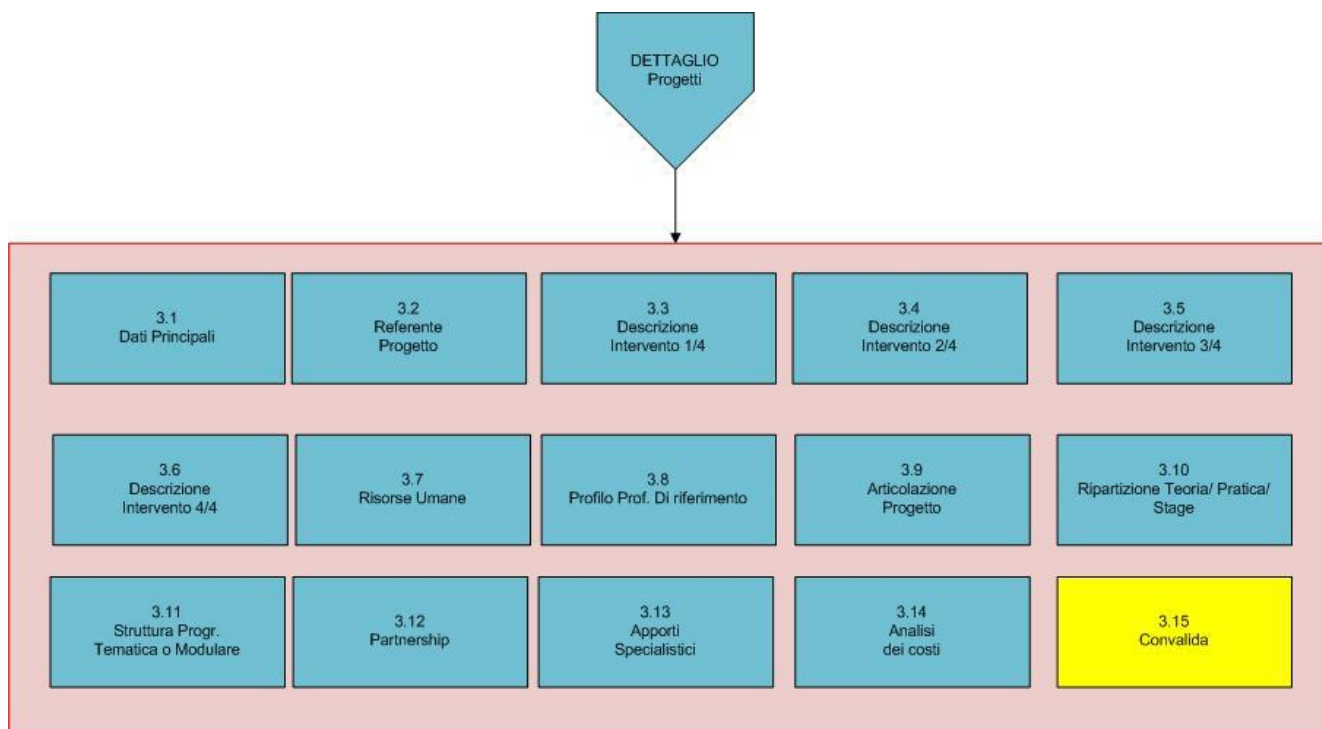 DETTAGLIO
Progetti
3.1
Dati Principali
3.2
Referente
Progetto
3.3
Descrizione
Intervento 1/4
3.4
Descrizione
Intervento 2/4
3.5
Descrizione
Intervento 3/4
3.6
Descrizione
Intervento 4/4
3.7
Risorse Umane
3.8
Profilo Prof. Di riferimento
3.9
Articolazione
Progetto
3.10
Ripartizione Teoria/ Pratica/
Stage
3.11
Struttura Progr.
Tematica o Modulare
3.12
Partnership
3.13
Apporti
Specialistici
3.14
Analisi
dei costi
3.15
Convalida